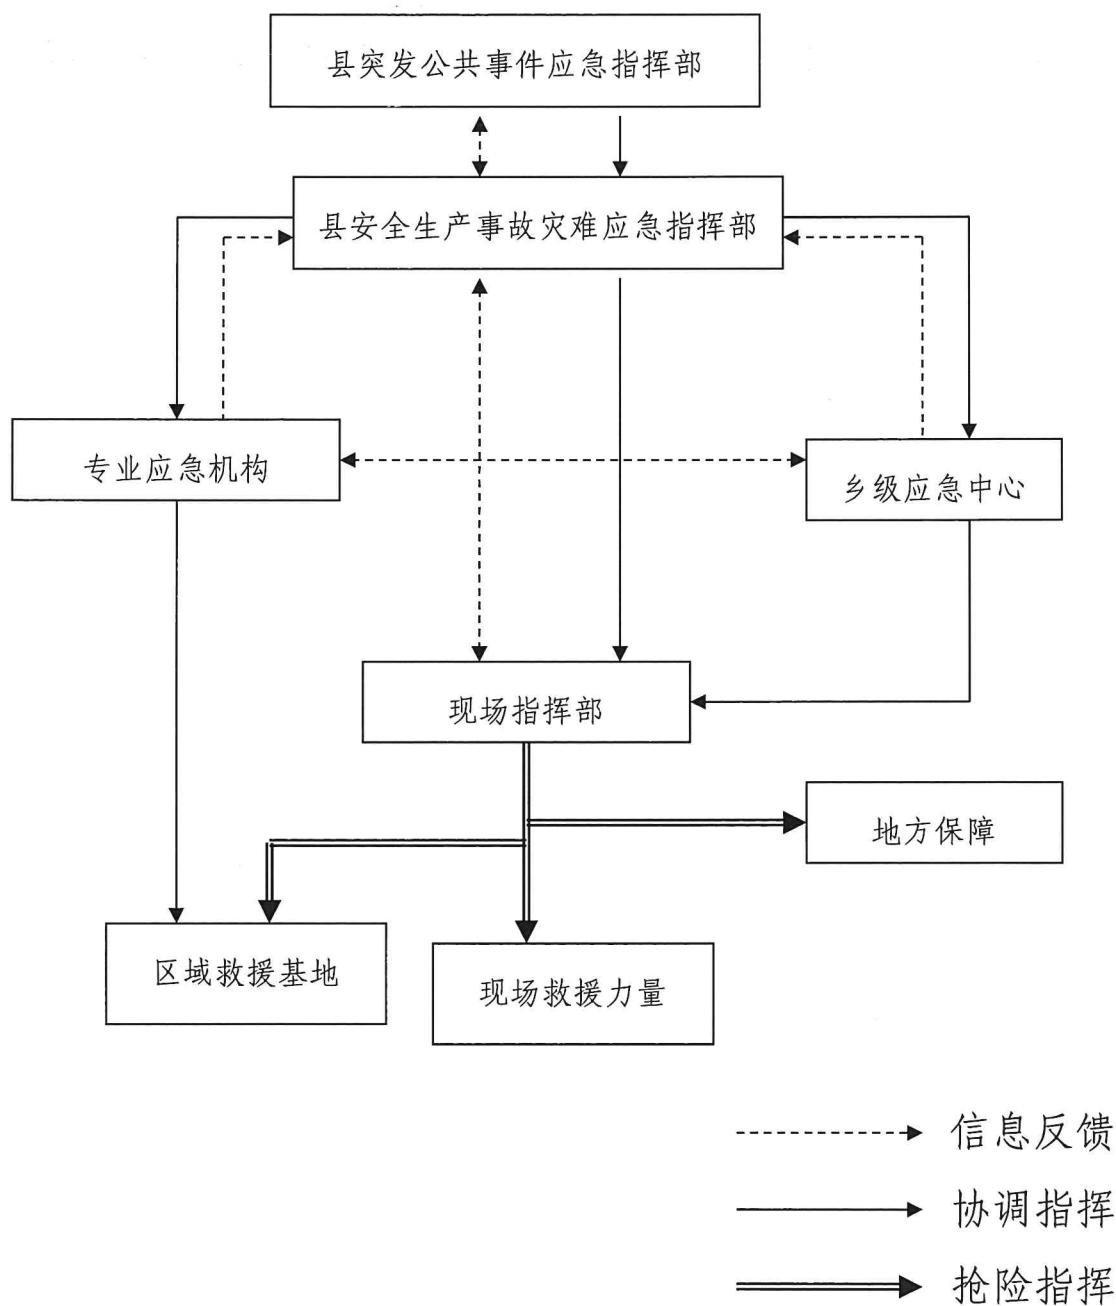 县突发公共事件应急指挥部
县安全生产事故灾难应急指挥部
专业应急机构
乡级应急中心
现场指挥部
地方保障
区域救援基地
现场救援力量
信息反馈
协调指挥
抢险指挥